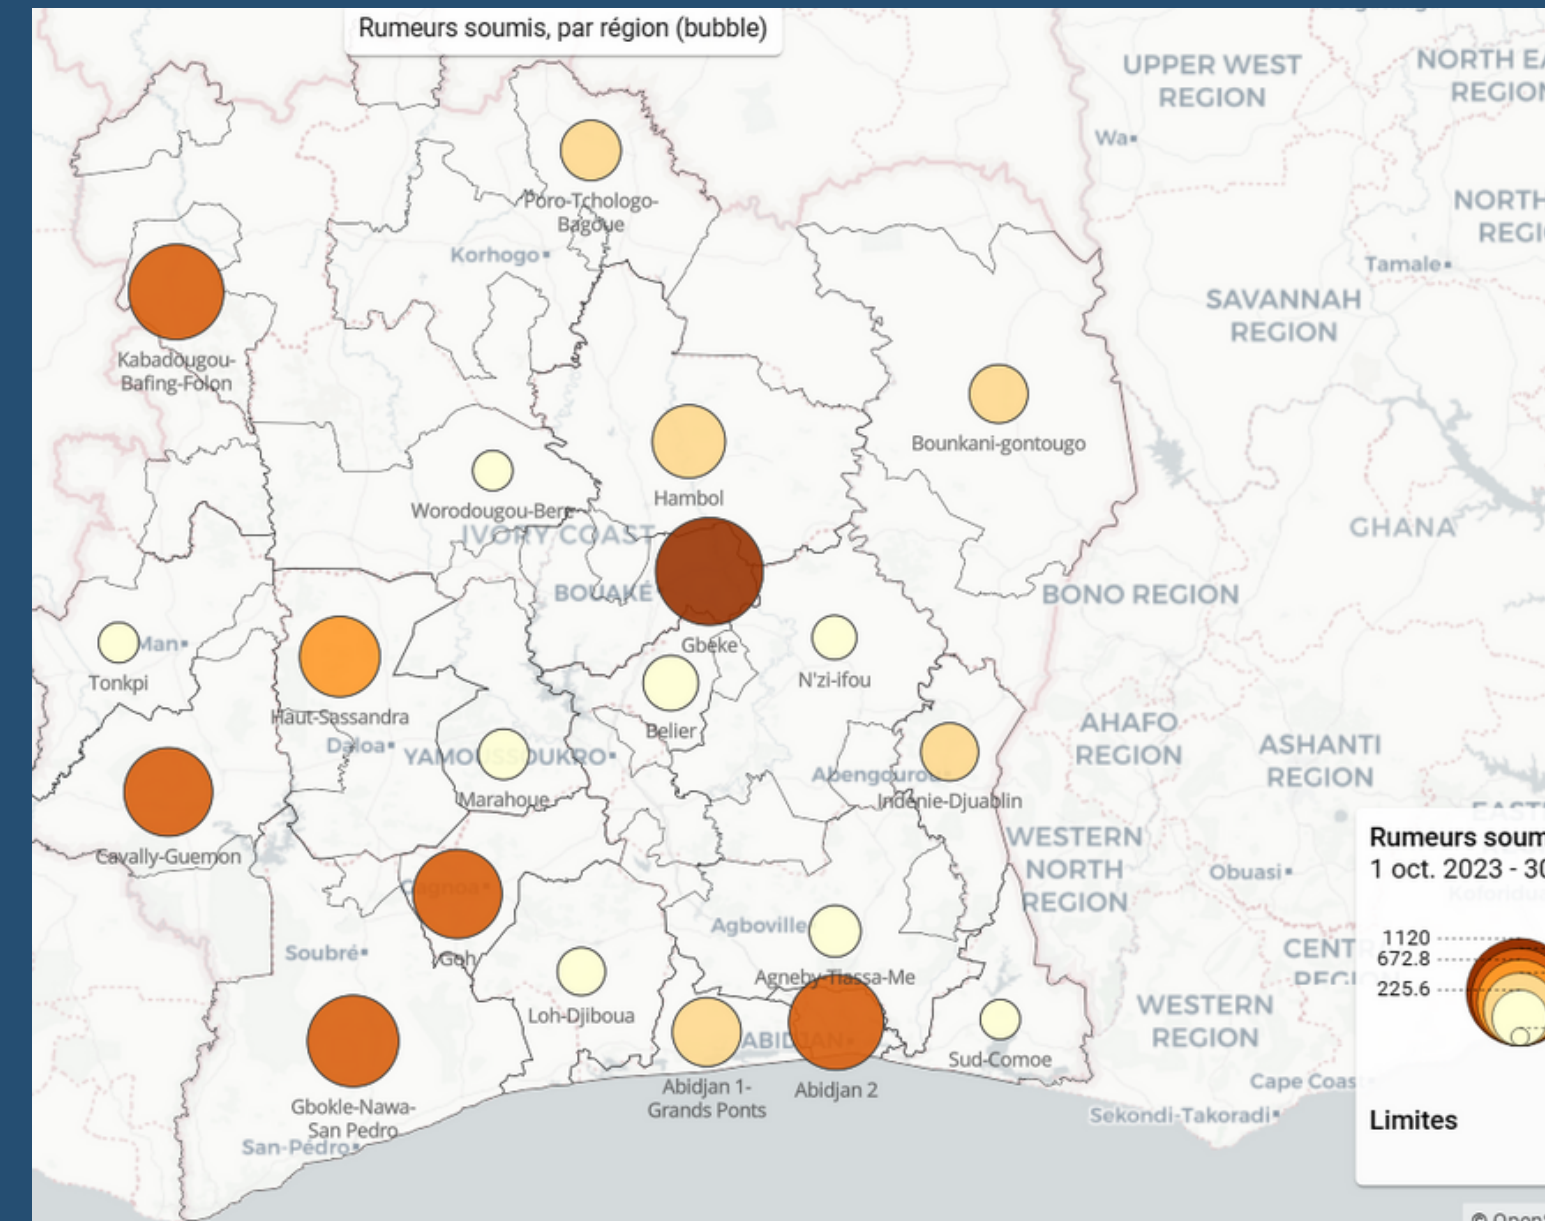 Rumeurs soumis, par région (bubble)
UPPER WEST
REGION
NORTH
REGION
Wa
Poro-Tchologo-
Bagoue
NORTH
Korhogo
Tamale
SAVANNAH
REGION
Kabadougou-
Bafing-Folon
Bounkani-gontougo
Hambol
Worodougou-Bere
IVORY COAST
GHANA
BOUAKÉ
BONO REGION
Gbeke
Man
Tonkpi
N'zi-ifou
Haut-Sassandra
Belier
AHAFO
REGION
Daloa
YAMOUSSOUKRO
ASHANTI
REGION
Abengourou
Marahoue
Indenie-Djuablin
Cavally-Guemon
WESTERN
NORTH
REGION
Obuasi
Gagnoa
Agboville
Soubré
Goh
Agneby-Tiassa-Me
Loh-Djiboua
WESTERN
REGION
ABIDJAN
Sud-Comoe
Abidjan 1-
Grands Ponts
Abidjan 2
Gbokle-Nawa-
San Pedro
San-Pédro
Cape Coas
Sekondi-Takoradi
Rumeurs soum
1 oct. 2023 - 30
1120
672.8
225.6
Limites